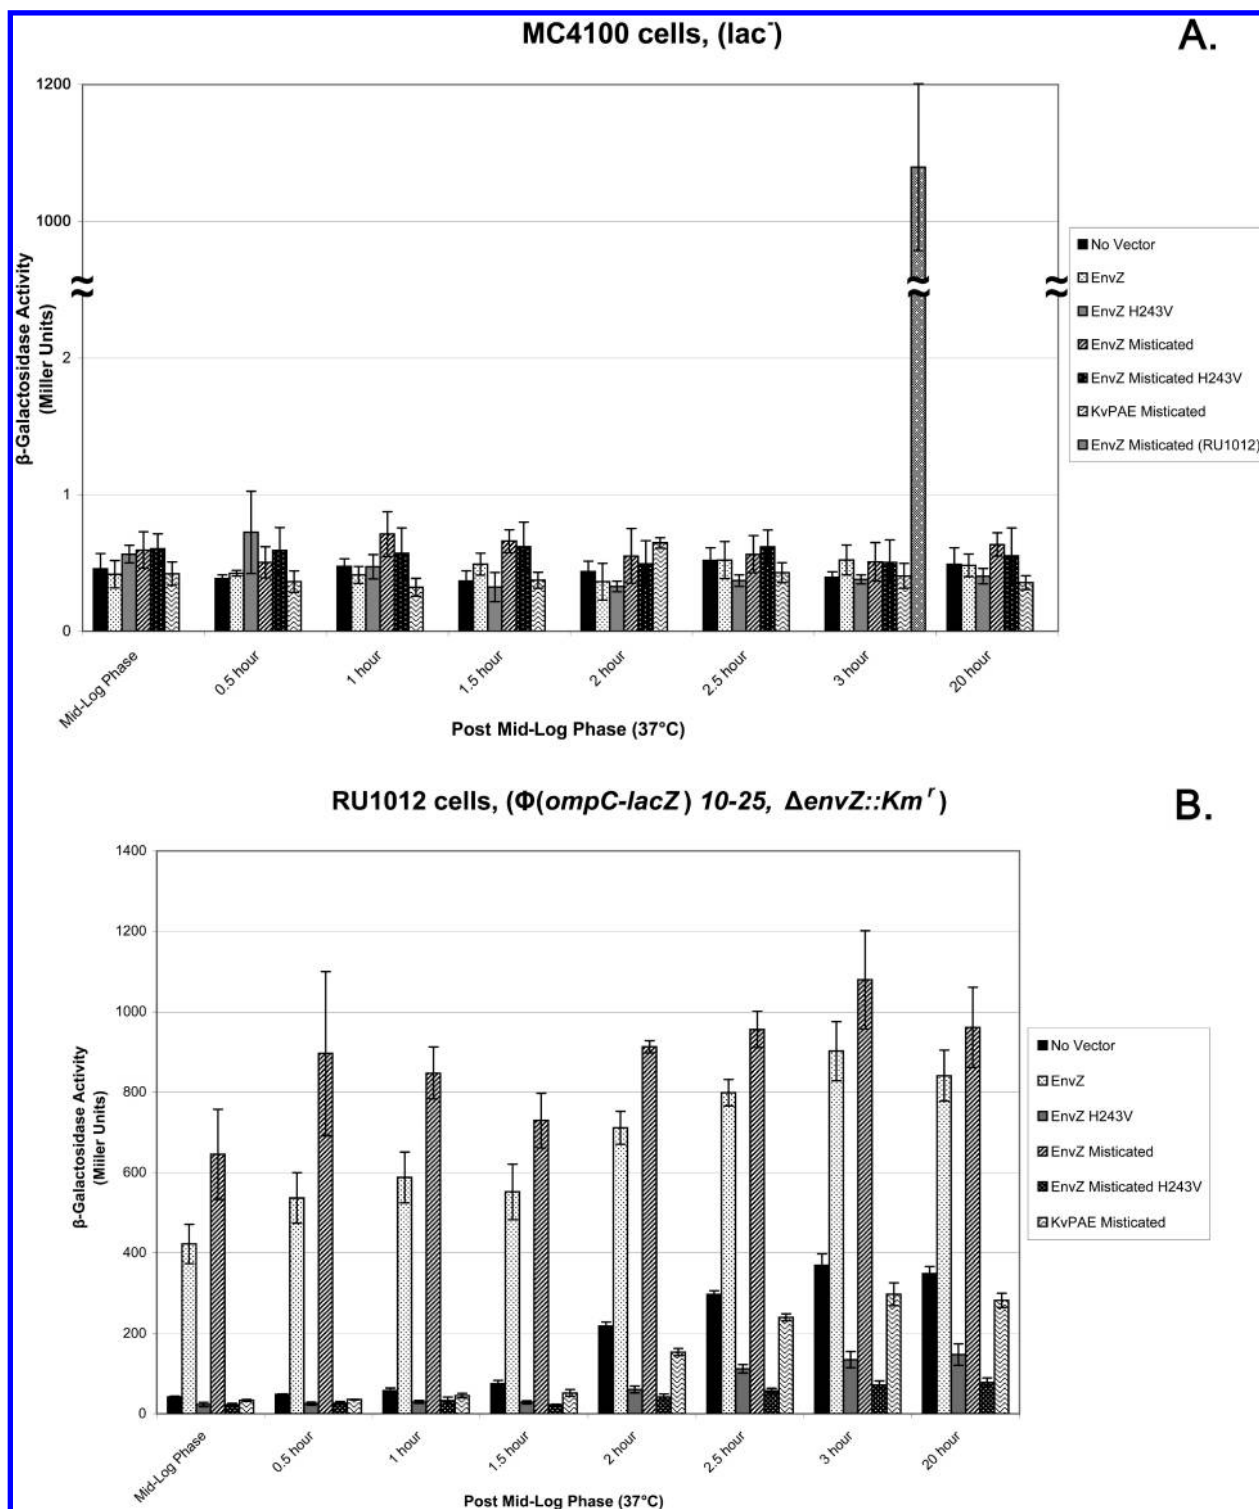 MC4100 cells, (lac⁻)
A.
1200
1000
2
1
0
β-Galactosidase Activity
(Miller Units)
Mid-Log Phase
0.5 hour
1 hour
1.5 hour
2 hour
2.5 hour
3 hour
20 hour
Post Mid-Log Phase (37°C)
No Vector
EnvZ
EnvZ H243V
EnvZ Misticated
EnvZ Misticated H243V
KvPAE Misticated
EnvZ Misticated (RU1012)
RU1012 cells, (Φ(ompC-lacZ) 10-25, ΔenvZ::Kmʳ)
B.
1400
1200
1000
800
600
400
200
0
β-Galactosidase Activity
(Miller Units)
Mid-Log Phase
0.5 hour
1 hour
1.5 hour
2 hour
2.5 hour
3 hour
20 hour
Post Mid-Log Phase (37°C)
No Vector
EnvZ
EnvZ H243V
EnvZ Misticated
EnvZ Misticated H243V
KvPAE Misticated